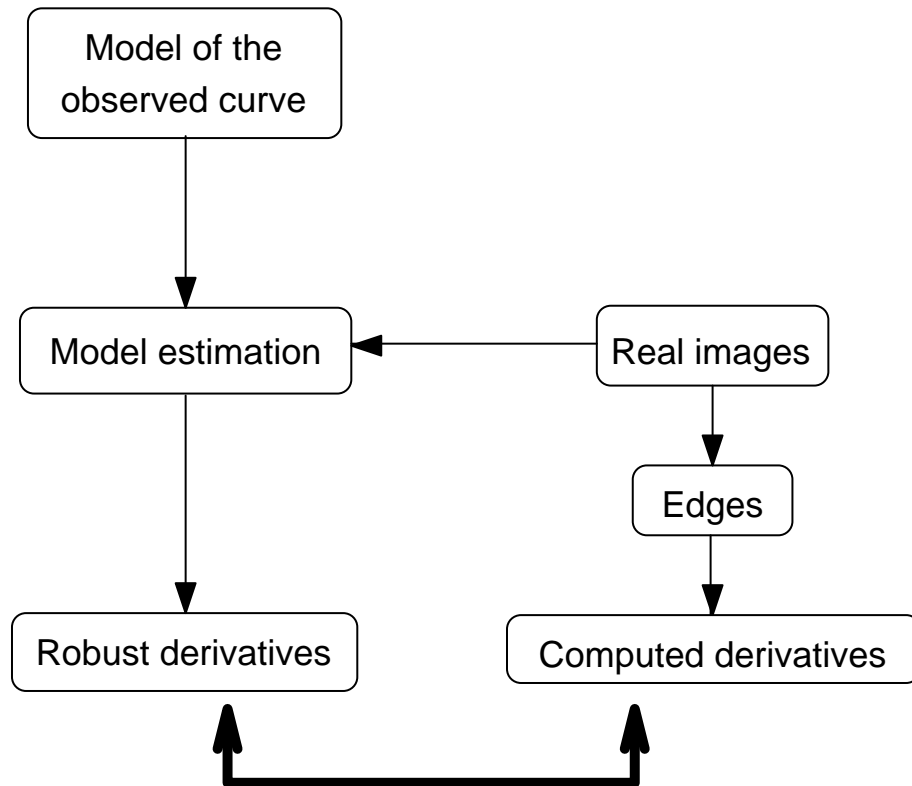 Model of the
observed curve
Model estimation
Real images
Edges
Robust derivatives
Computed derivatives